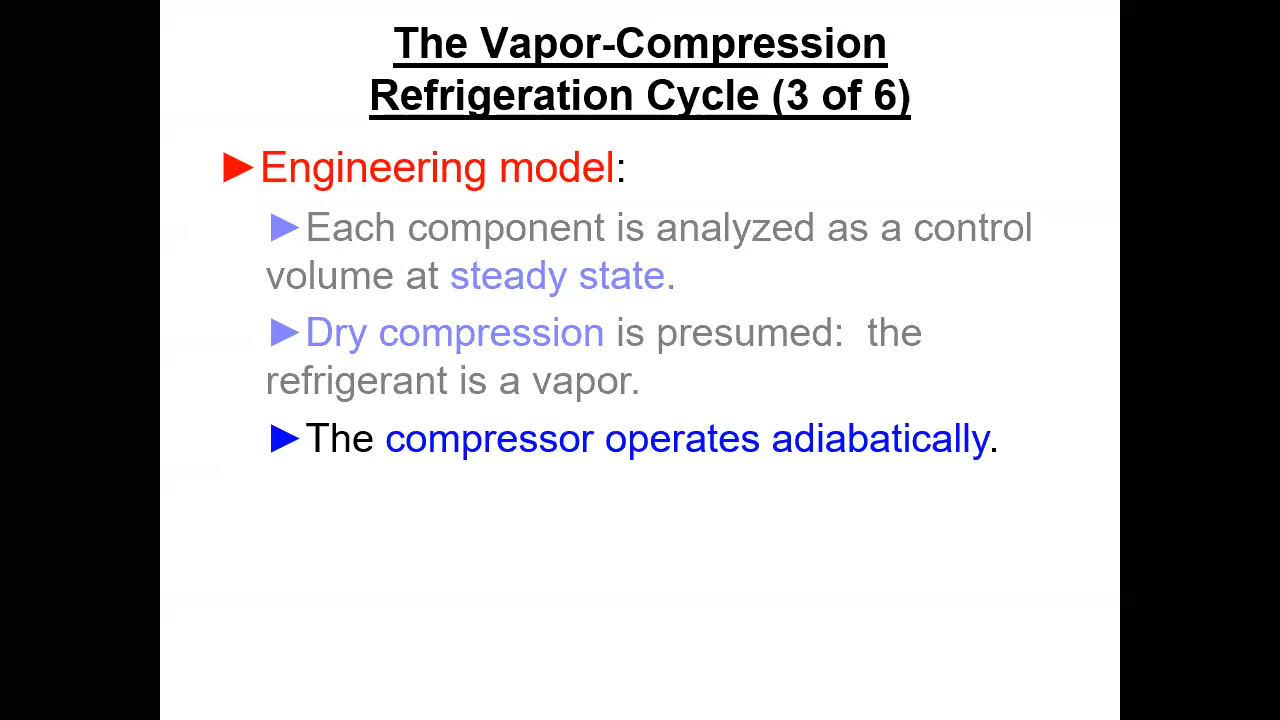 The Vapor-Compression
Refrigeration Cycle (3 of 6)
►Engineering model:
►Each component is analyzed as a control
volume at steady state.
►Dry compression is presumed:  the
refrigerant is a vapor.
►The compressor operates adiabatically.